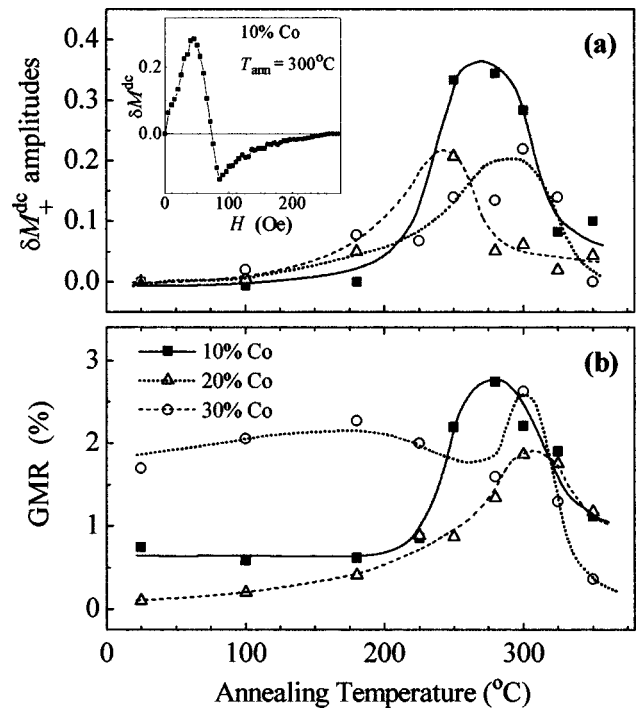 (a)
10% Co
T_ann = 300°C
δM^dc
0.2
0.0
0 100 200
H (Oe)
δM_+^dc amplitudes
0.4
0.3
0.2
0.1
0.0
(b)
10% Co
20% Co
30% Co
GMR (%)
3
2
1
0
0 100 200 300
Annealing Temperature (°C)